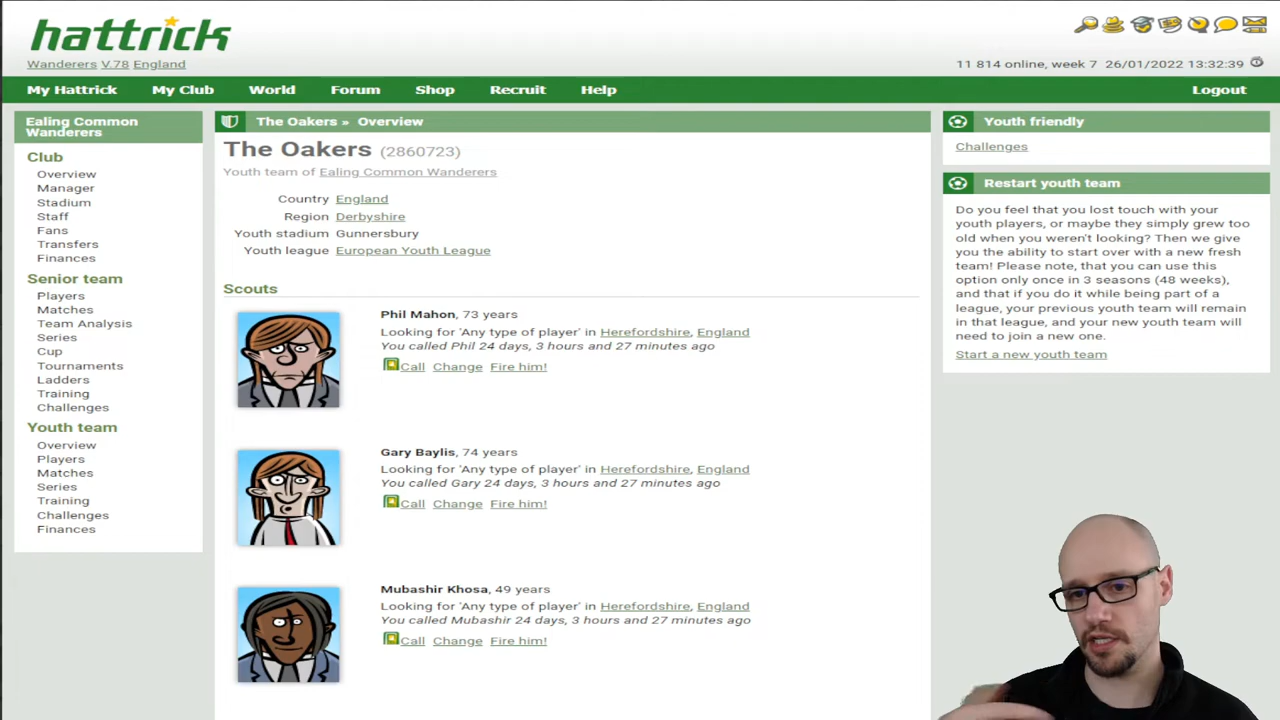 hattrick
Wanderers V.78 England
11 814 online, week 7 26/01/2022 13:32:39
My Hattrick My Club World Forum Shop Recruit Help Logout
Ealing Common
Wanderers
Club
Overview
Manager
Stadium
Staff
Fans
Transfers
Finances
Senior team
Players
Matches
Team Analysis
Series
Cup
Tournaments
Ladders
Training
Challenges
Youth team
Overview
Players
Matches
Series
Training
Challenges
Finances
The Oakers » Overview
The Oakers (2860723)
Youth team of Ealing Common Wanderers
Country England
Region Derbyshire
Youth stadium Gunnersbury
Youth league European Youth League
Scouts
Phil Mahon, 73 years
Looking for 'Any type of player' in Herefordshire, England
You called Phil 24 days, 3 hours and 27 minutes ago
Call Change Fire him!
Gary Baylis, 74 years
Looking for 'Any type of player' in Herefordshire, England
You called Gary 24 days, 3 hours and 27 minutes ago
Call Change Fire him!
Mubashir Khosa, 49 years
Looking for 'Any type of player' in Herefordshire, England
You called Mubashir 24 days, 3 hours and 27 minutes ago
Call Change Fire him!
Youth friendly
Challenges
Restart youth team
Do you feel that you lost touch with your
youth players, or maybe they simply grew too
old when you weren't looking? Then we give
you the ability to start over with a new fresh
team! Please note, that you can use this
option only once in 3 seasons (48 weeks),
and that if you do it while being part of a
league, your previous youth team will remain
in that league, and your new youth team will
need to join a new one.
Start a new youth team